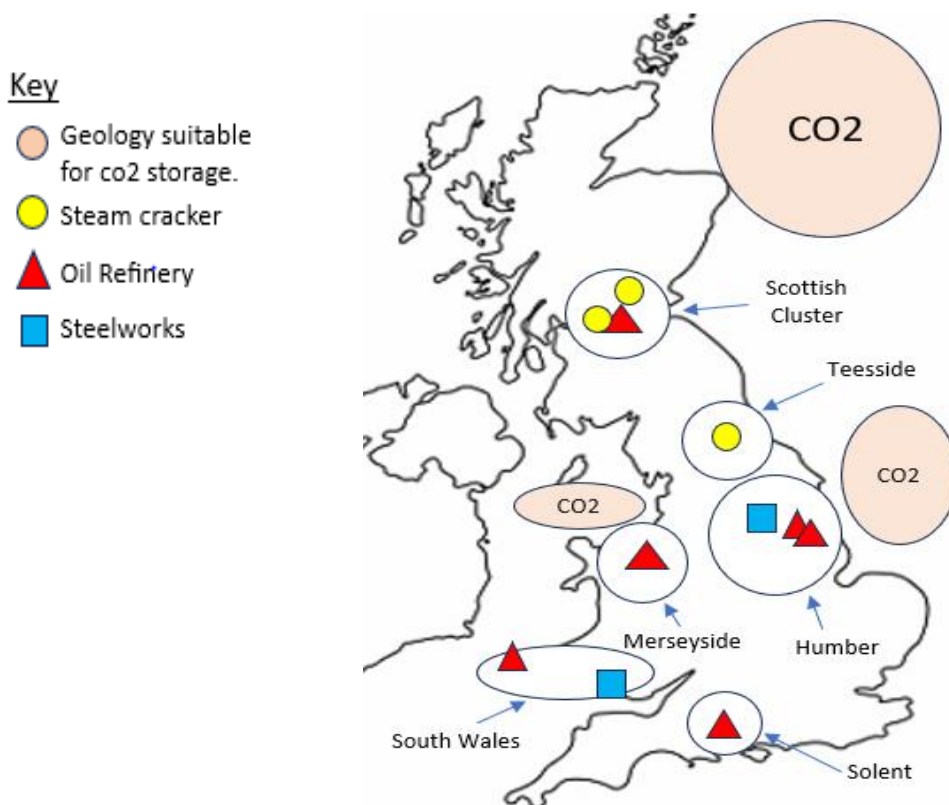 Key
Geology suitable
for co2 storage.
Steam cracker
Oil Refinery
Steelworks
CO2
Scottish
Cluster
Teesside
CO2
CO2
Merseyside
Humber
South Wales
Solent